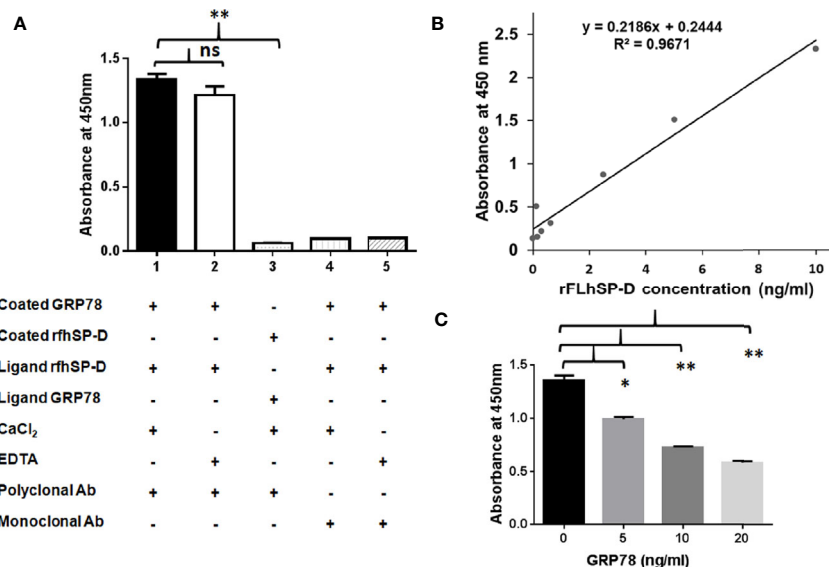 A
**
ns
1.5
1.0
0.5
0.0
Absorbance at 450nm
1 2 3 4 5
Coated GRP78 + + - + +
Coated rfhSP-D - - + - -
Ligand rfhSP-D + + - + +
Ligand GRP78 - - + - -
CaCl₂ + - + + -
EDTA - + - - +
Polyclonal Ab + + + - -
Monoclonal Ab - - - + +
B
y = 0.2186x + 0.2444
R² = 0.9671
2.5
2
1.5
1
0.5
0
Absorbance at 450 nm
0 2 4 6 8 10
rFLhSP-D concentration (ng/ml)
C
* ** **
1.5
1.0
0.5
0.0
Absorbance at 450nm
0 5 10 20
GRP78 (ng/ml)